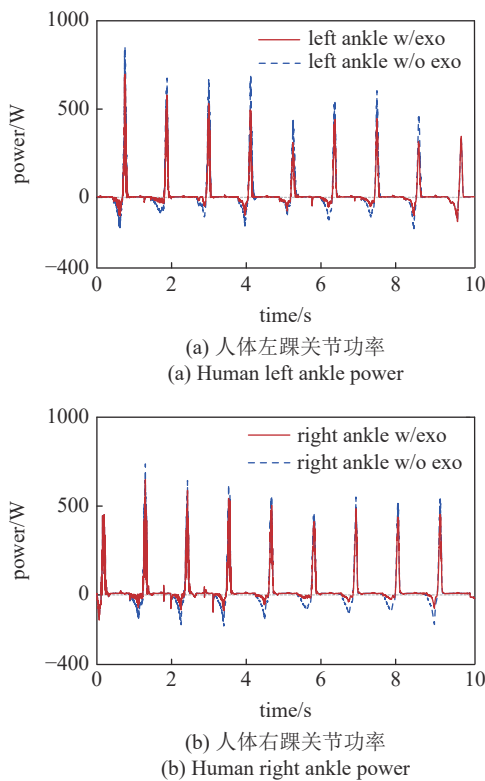 1000
left ankle w/exo
left ankle w/o exo
500
power/W
0
−400
0 2 4 6 8 10
time/s
(a) 人体左踝关节功率
(a) Human left ankle power
1000
right ankle w/exo
right ankle w/o exo
500
power/W
0
−400
0 2 4 6 8 10
time/s
(b) 人体右踝关节功率
(b) Human right ankle power